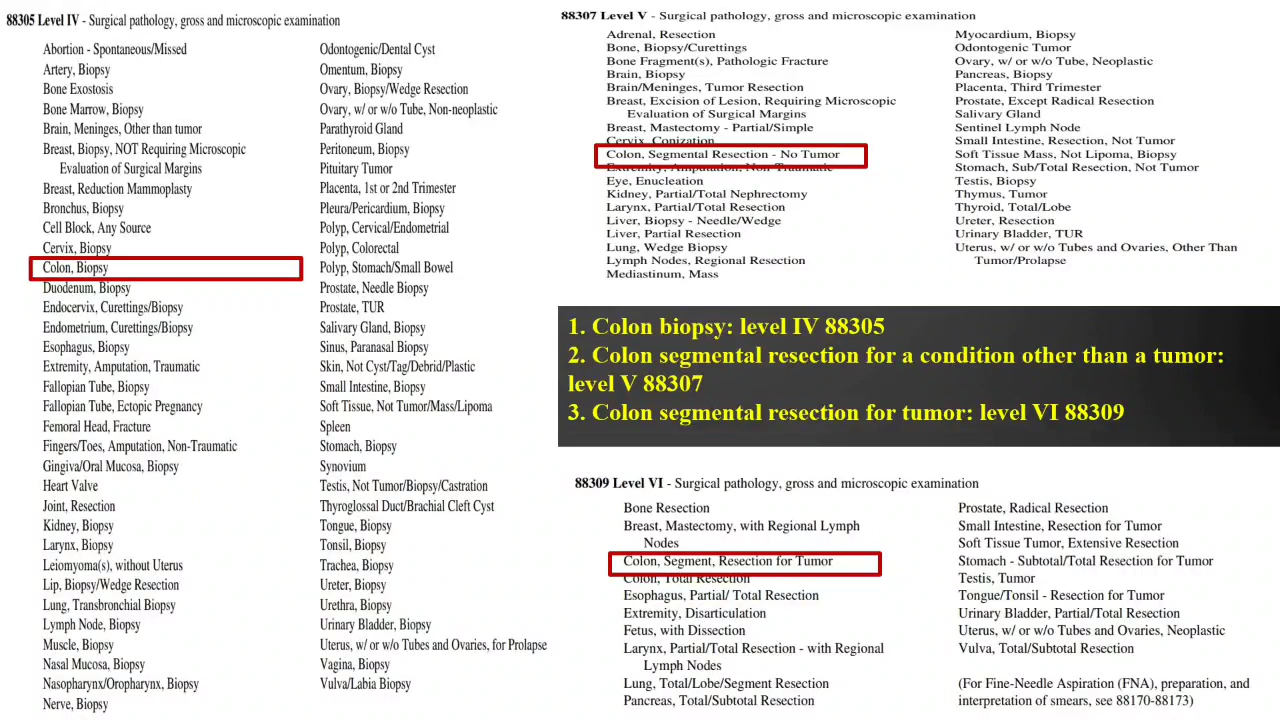 88305 Level IV - Surgical pathology, gross and microscopic examination
Abortion - Spontaneous/Missed
Artery, Biopsy
Bone Exostosis
Bone Marrow, Biopsy
Brain, Meninges, Other than tumor
Breast, Biopsy, NOT Requiring Microscopic
Evaluation of Surgical Margins
Breast, Reduction Mammoplasty
Bronchus, Biopsy
Cell Block, Any Source
Cervix, Biopsy
Colon, Biopsy
Duodenum, Biopsy
Endocervix, Curettings/Biopsy
Endometrium, Curettings/Biopsy
Esophagus, Biopsy
Extremity, Amputation, Traumatic
Fallopian Tube, Biopsy
Fallopian Tube, Ectopic Pregnancy
Femoral Head, Fracture
Fingers/Toes, Amputation, Non-Traumatic
Gingiva/Oral Mucosa, Biopsy
Heart Valve
Joint, Resection
Kidney, Biopsy
Larynx, Biopsy
Leiomyoma(s), without Uterus
Lip, Biopsy/Wedge Resection
Lung, Transbronchial Biopsy
Lymph Node, Biopsy
Muscle, Biopsy
Nasal Mucosa, Biopsy
Nasopharynx/Oropharynx, Biopsy
Nerve, Biopsy
Odontogenic/Dental Cyst
Omentum, Biopsy
Ovary, Biopsy/Wedge Resection
Ovary, w/ or w/o Tube, Non-neoplastic
Parathyroid Gland
Peritoneum, Biopsy
Pituitary Tumor
Placenta, 1st or 2nd Trimester
Pleura/Pericardium, Biopsy
Polyp, Cervical/Endometrial
Polyp, Colorectal
Polyp, Stomach/Small Bowel
Prostate, Needle Biopsy
Prostate, TUR
Salivary Gland, Biopsy
Sinus, Paranasal Biopsy
Skin, Not Cyst/Tag/Debrid/Plastic
Small Intestine, Biopsy
Soft Tissue, Not Tumor/Mass/Lipoma
Spleen
Stomach, Biopsy
Synovium
Testis, Not Tumor/Biopsy/Castration
Thyroglossal Duct/Brachial Cleft Cyst
Tongue, Biopsy
Tonsil, Biopsy
Trachea, Biopsy
Ureter, Biopsy
Urethra, Biopsy
Urinary Bladder, Biopsy
Uterus, w/ or w/o Tubes and Ovaries, for Prolapse
Vagina, Biopsy
Vulva/Labia Biopsy
88307 Level V - Surgical pathology, gross and microscopic examination
Adrenal, Resection
Bone, Biopsy/Curettings
Bone Fragment(s), Pathologic Fracture
Brain, Biopsy
Brain/Meninges, Tumor Resection
Breast, Excision of Lesion, Requiring Microscopic
Evaluation of Surgical Margins
Breast, Mastectomy - Partial/Simple
Cervix, Conization
Colon, Segmental Resection - No Tumor
Extremity, Amputation, Non-Traumatic
Eye, Enucleation
Kidney, Partial/Total Nephrectomy
Larynx, Partial/Total Resection
Liver, Biopsy - Needle/Wedge
Liver, Partial Resection
Lung, Wedge Biopsy
Lymph Nodes, Regional Resection
Mediastinum, Mass
Myocardium, Biopsy
Odontogenic Tumor
Ovary, w/ or w/o Tube, Neoplastic
Pancreas, Biopsy
Placenta, Third Trimester
Prostate, Except Radical Resection
Salivary Gland
Sentinel Lymph Node
Small Intestine, Resection, Not Tumor
Soft Tissue Mass, Not Lipoma, Biopsy
Stomach, Sub/Total Resection, Not Tumor
Testis, Biopsy
Thymus, Tumor
Thyroid, Total/Lobe
Ureter, Resection
Urinary Bladder, TUR
Uterus, w/ or w/o Tubes and Ovaries, Other Than
Tumor/Prolapse
1. Colon biopsy: level IV 88305
2. Colon segmental resection for a condition other than a tumor:
level V 88307
3. Colon segmental resection for tumor: level VI 88309
88309 Level VI - Surgical pathology, gross and microscopic examination
Bone Resection
Breast, Mastectomy, with Regional Lymph
Nodes
Colon, Segment, Resection for Tumor
Colon, Total Resection
Esophagus, Partial/ Total Resection
Extremity, Disarticulation
Fetus, with Dissection
Larynx, Partial/Total Resection - with Regional
Lymph Nodes
Lung, Total/Lobe/Segment Resection
Pancreas, Total/Subtotal Resection
Prostate, Radical Resection
Small Intestine, Resection for Tumor
Soft Tissue Tumor, Extensive Resection
Stomach - Subtotal/Total Resection for Tumor
Testis, Tumor
Tongue/Tonsil - Resection for Tumor
Urinary Bladder, Partial/Total Resection
Uterus, w/ or w/o Tubes and Ovaries, Neoplastic
Vulva, Total/Subtotal Resection
(For Fine-Needle Aspiration (FNA), preparation, and
interpretation of smears, see 88170-88173)